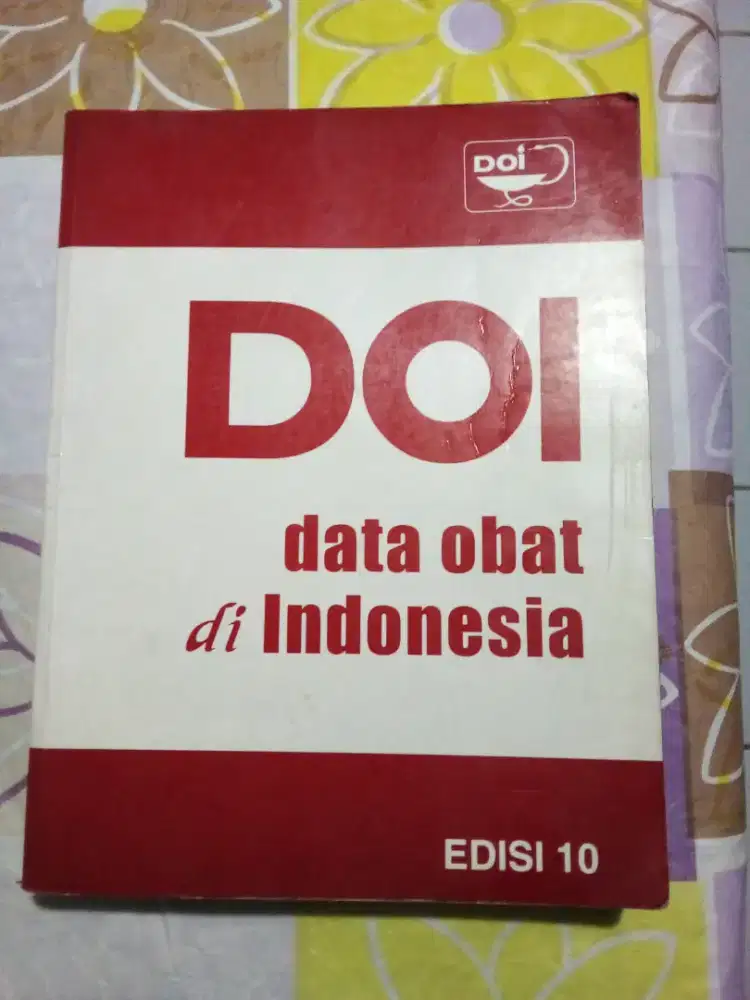 DOi
DOI
data obat
di Indonesia
EDISI 10